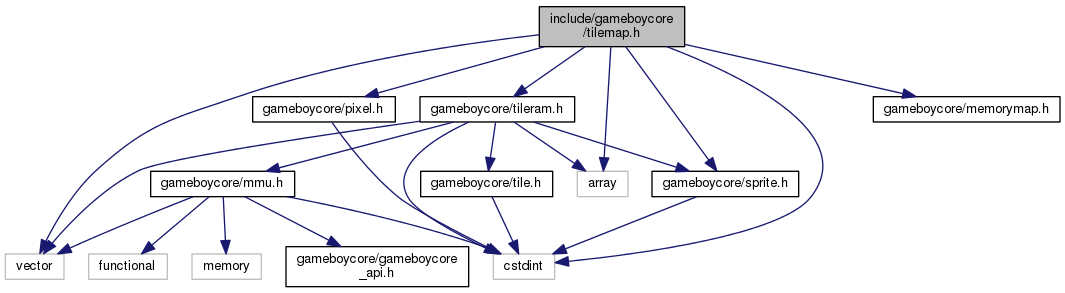 include/gameboycore
/tilemap.h
gameboycore/pixel.h
gameboycore/tileram.h
gameboycore/memorymap.h
gameboycore/mmu.h
gameboycore/tile.h
array
gameboycore/sprite.h
vector
functional
memory
gameboycore/gameboycore
_api.h
cstdint